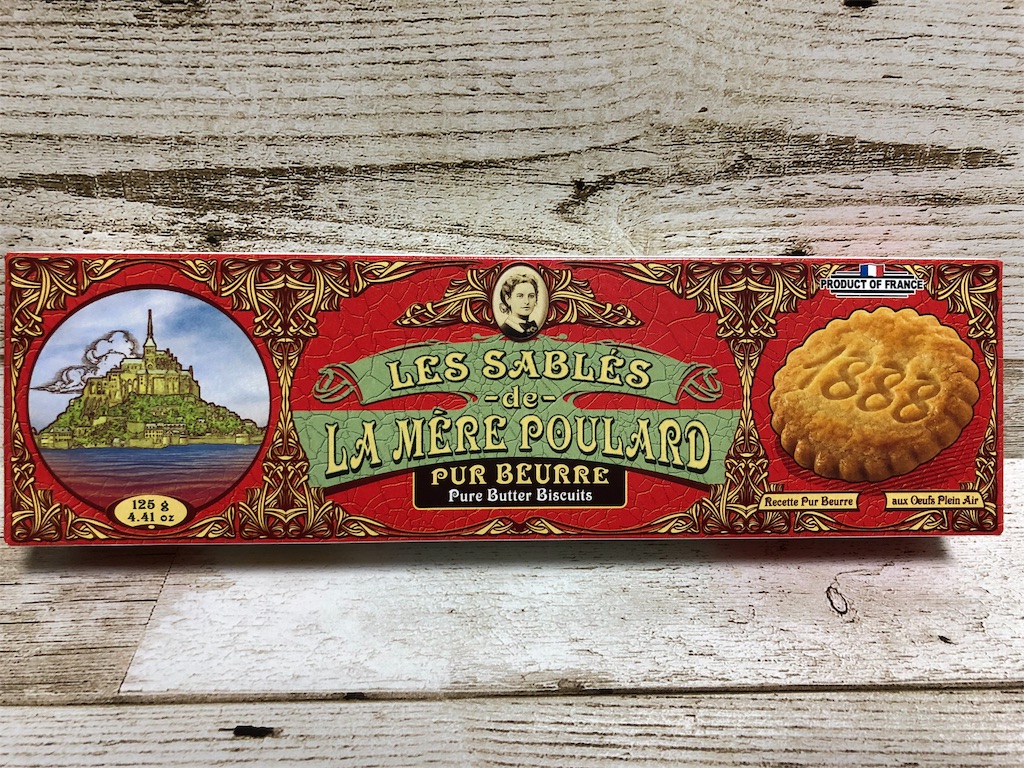 PRODUCT OF FRANCE
LES SABLÉS
-de-
LA MÈRE POULARD
PUR BEURRE
Pure Butter Biscuits
125 g
4.41 oz
1888
Recette Pur Beurre
aux Oeufs Plein Air